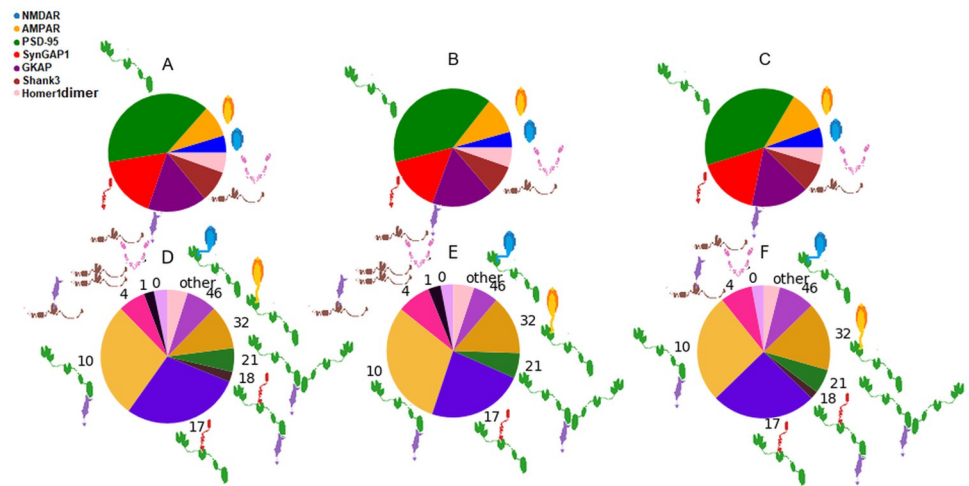 NMDAR
AMPAR
PSD-95
SynGAP1
GKAP
Shank3
Homer1dimer
A
B
C
D
E
F
4
1
0
other
46
32
21
18
17
10
4
1
0
other
46
32
21
17
10
4
0
other
46
32
21
18
17
10